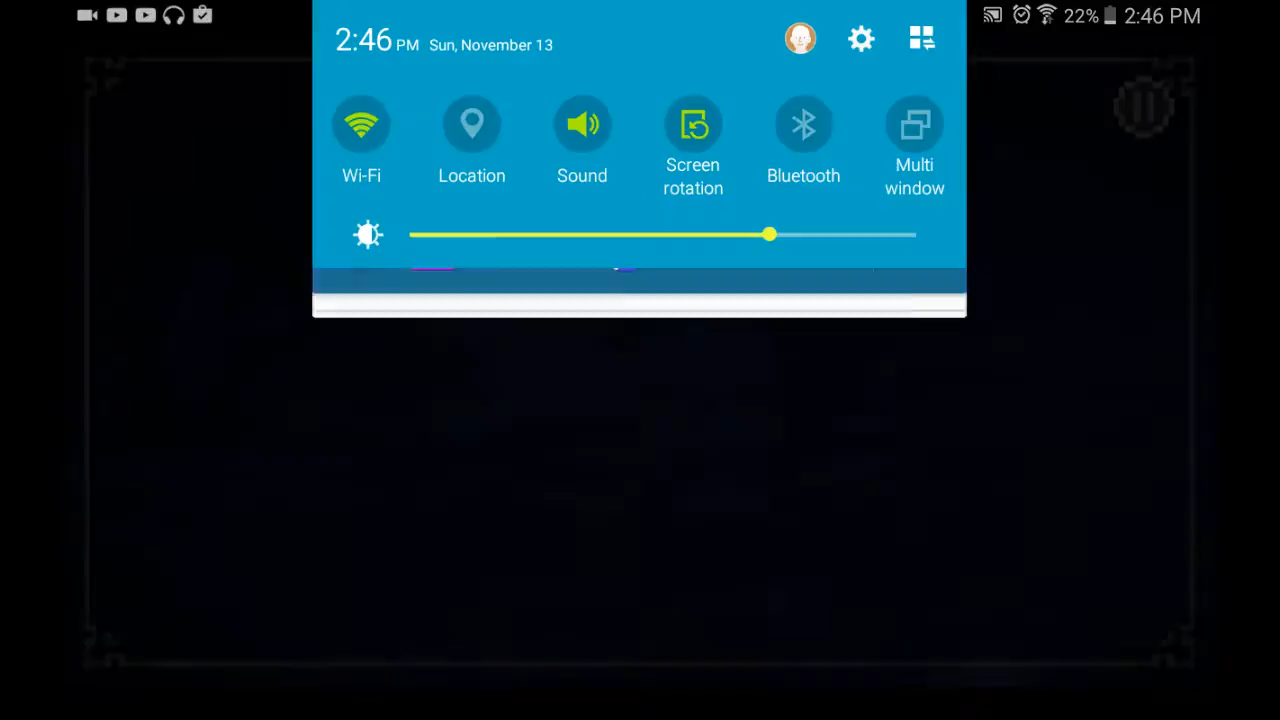 22% 2:46 PM
2:46 PM Sun, November 13
Wi-Fi
Location
Sound
Screen rotation
Bluetooth
Multi window